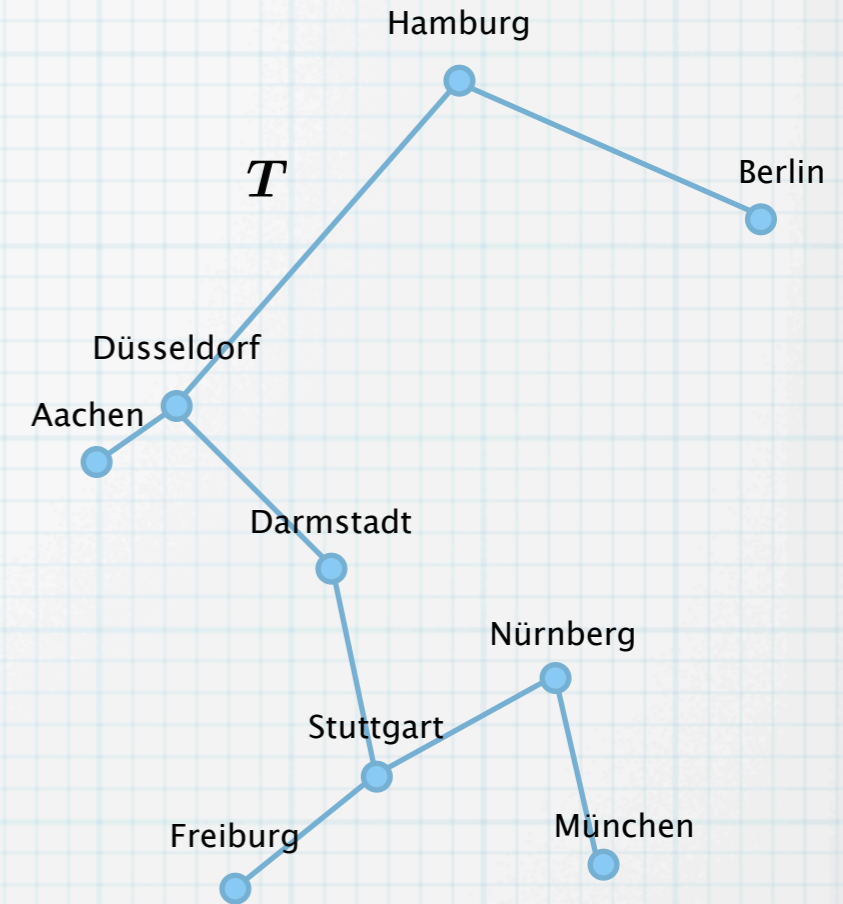 Hamburg
T
Berlin
Düsseldorf
Aachen
Darmstadt
Nürnberg
Stuttgart
Freiburg
München